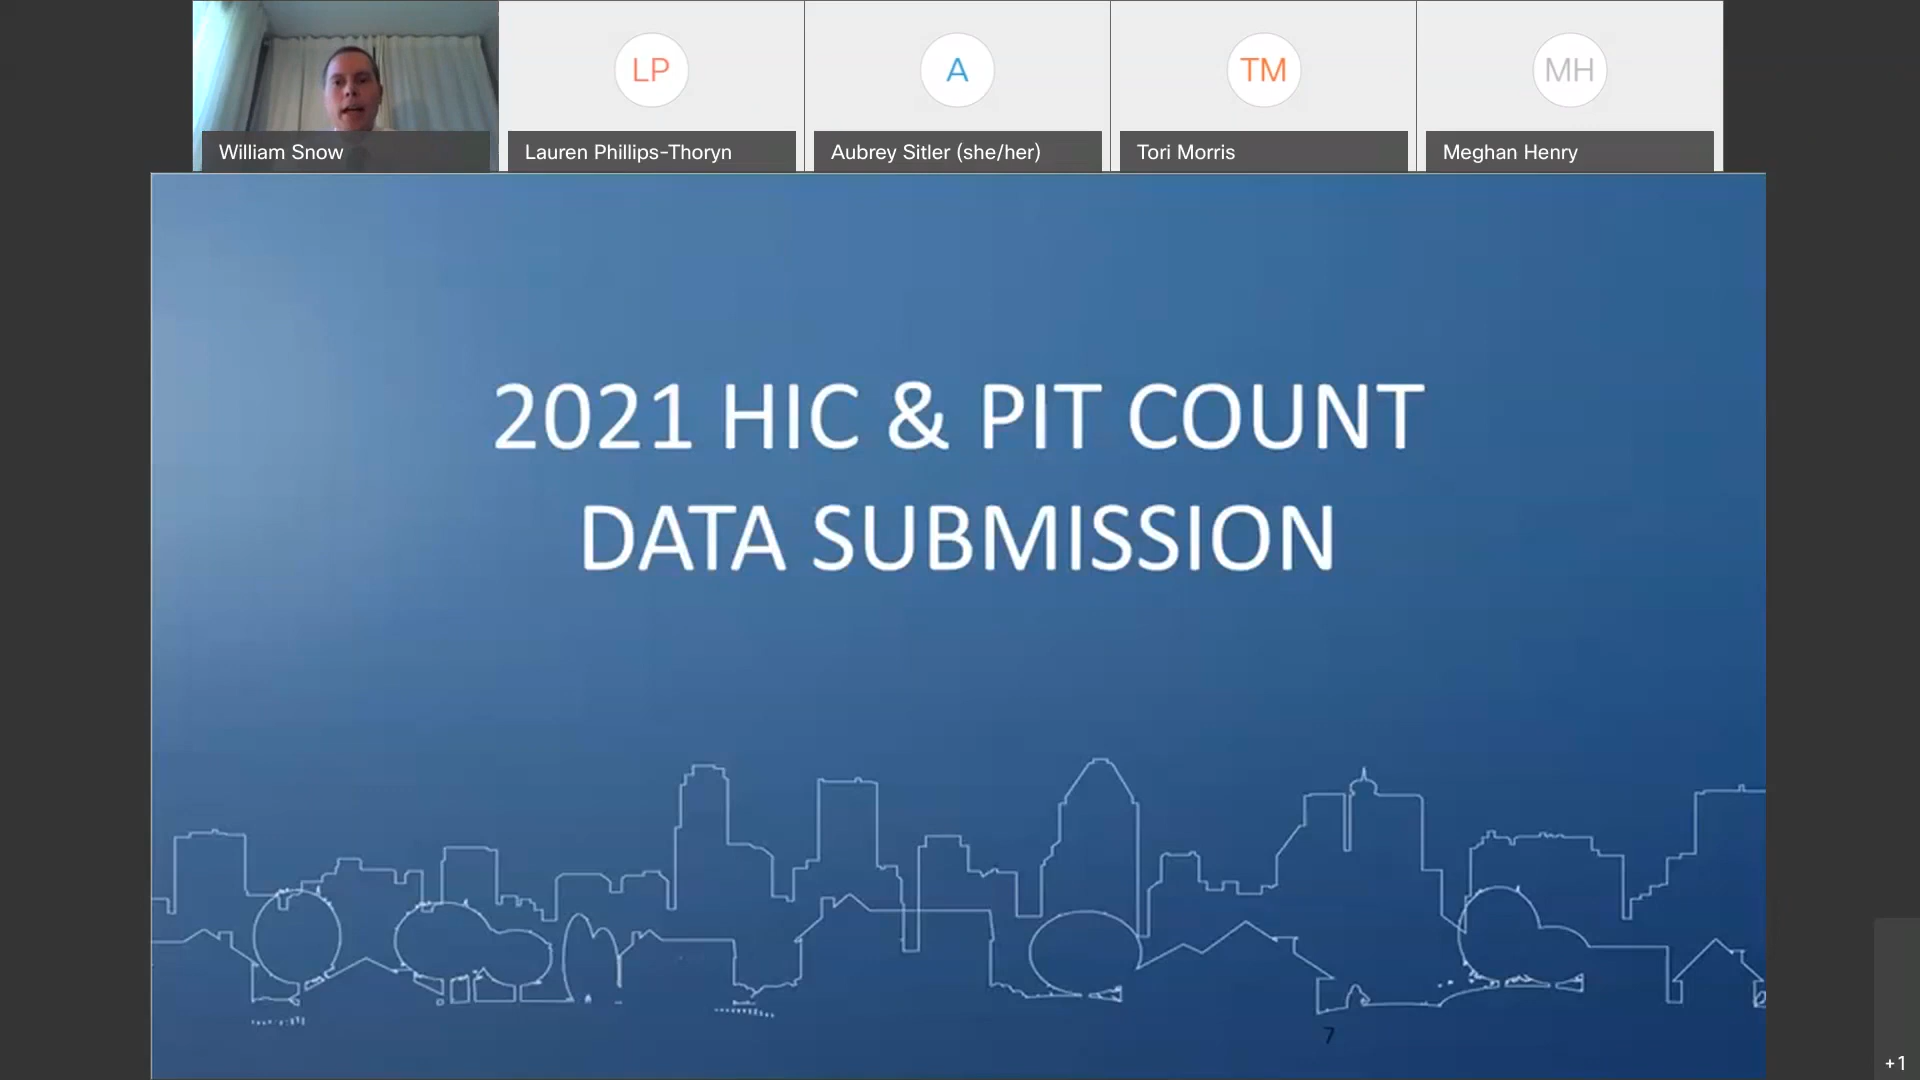 LP
A
TM
MH
William Snow
Lauren Phillips-Thoryn
Aubrey Sitler (she/her)
Tori Morris
Meghan Henry
2021 HIC & PIT COUNT
DATA SUBMISSION
7
+1